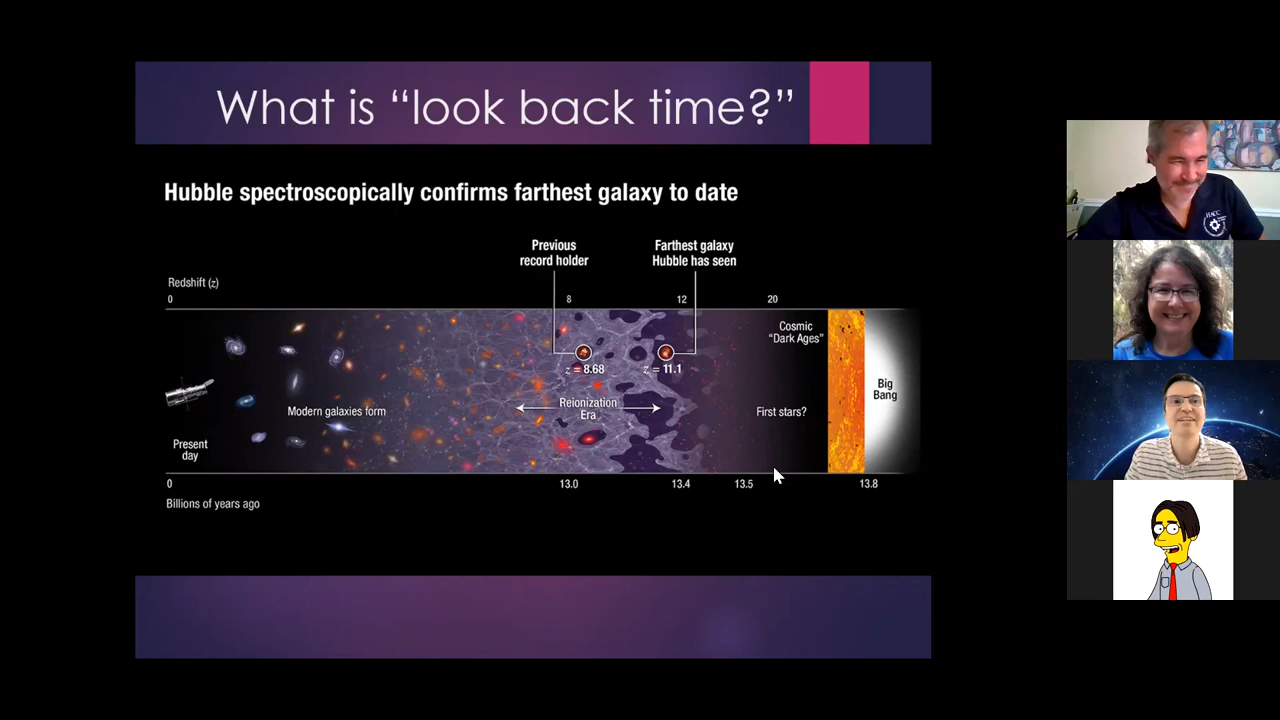 What is “look back time?”
Hubble spectroscopically confirms farthest galaxy to date
Previous
record holder
Farthest galaxy
Hubble has seen
Redshift (z)
0
8
12
20
Cosmic
“Dark Ages”
z = 8.68
z = 11.1
Big
Bang
Modern galaxies form
Reionization
Era
First stars?
Present
day
0
13.0
13.4
13.5
13.8
Billions of years ago
HACC